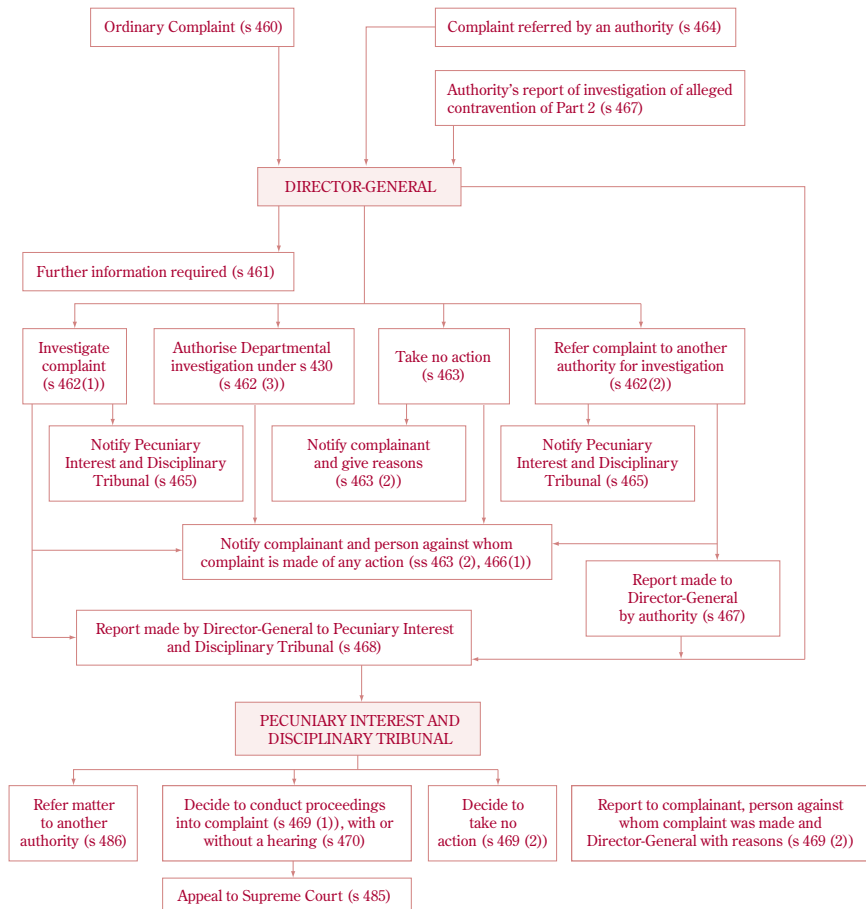 Ordinary Complaint (s 460)
Complaint referred by an authority (s 464)
Authority's report of investigation of alleged
contravention of Part 2 (s 467)
DIRECTOR-GENERAL
Further information required (s 461)
Investigate
complaint
(s 462(1))
Authorise Departmental
investigation under s 430
(s 462 (3))
Take no action
(s 463)
Refer complaint to another
authority for investigation
(s 462(2))
Notify Pecuniary
Interest and Disciplinary
Tribunal (s 465)
Notify complainant
and give reasons
(s 463 (2))
Notify Pecuniary
Interest and Disciplinary
Tribunal (s 465)
Notify complainant and person against whom
complaint is made of any action (ss 463 (2), 466(1))
Report made to
Director-General
by authority (s 467)
Report made by Director-General to Pecuniary Interest
and Disciplinary Tribunal (s 468)
PECUNIARY INTEREST AND
DISCIPLINARY TRIBUNAL
Refer matter
to another
authority (s 486)
Decide to conduct proceedings
into complaint (s 469 (1)), with or
without a hearing (s 470)
Decide to
take no
action (s 469 (2))
Report to complainant, person against
whom complaint was made and
Director-General with reasons (s 469 (2))
Appeal to Supreme Court (s 485)